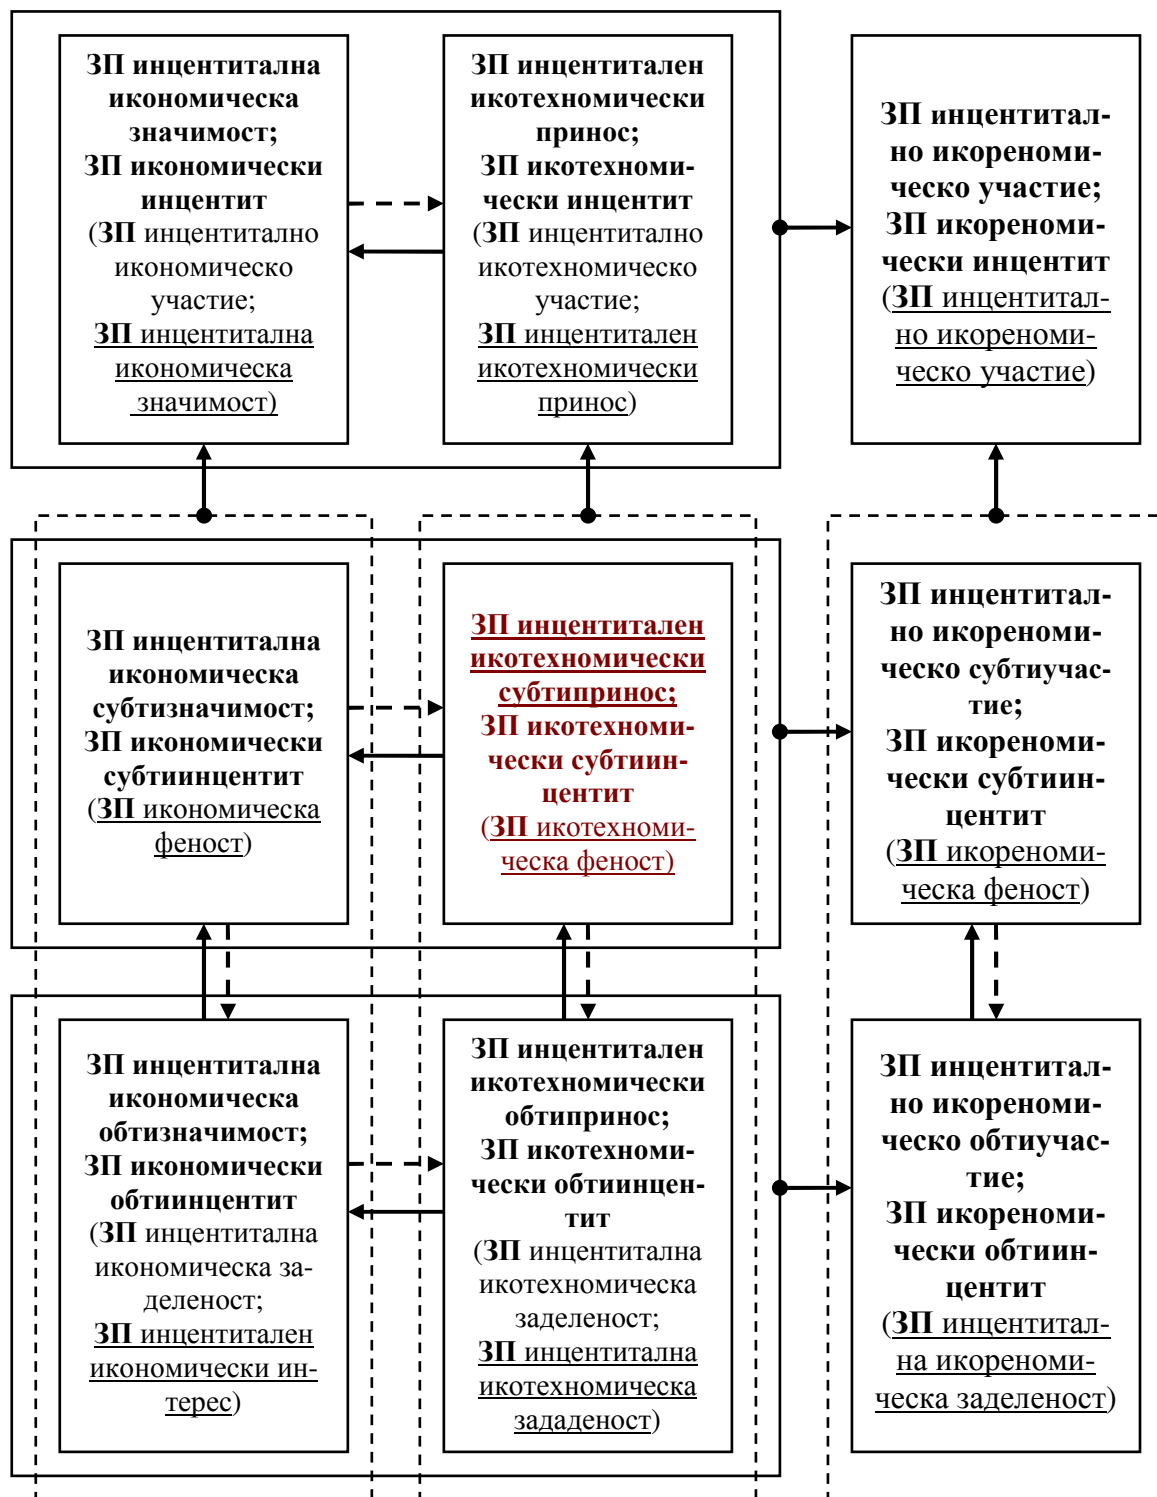 ЗП инцентитална
икономическа
значимост;
ЗП икономически
инцентит
(ЗП инцентитално
икономическо
участие;
ЗП инцентитална
икономическа
значимост)
ЗП инцентитален
икотехномически
принос;
ЗП икотехноми-
чески инцентит
(ЗП инцентитално
икотехномическо
участие;
ЗП инцентитален
икотехномически
принос)
ЗП инцентитал-
но икореноми-
ческо участие;
ЗП икореноми-
чески инцентит
(ЗП инцентитал-
но икореноми-
ческо участие)
ЗП инцентитална
икономическа
субтизначимост;
ЗП икономически
субтиинцентит
(ЗП икономическа
феност)
ЗП инцентитален
икотехномически
субтипринос;
ЗП икотехноми-
чески субтиин-
центит
(ЗП икотехноми-
ческа феност)
ЗП инцентитал-
но икореноми-
ческо субтиучас-
тие;
ЗП икореноми-
чески субтиин-
центит
(ЗП икореноми-
ческа феност)
ЗП инцентитална
икономическа
обтизначимост;
ЗП икономически
обтиинцентит
(ЗП инцентитална
икономическа за-
деленост;
ЗП инцентитален
икономически ин-
терес)
ЗП инцентитален
икотехномически
обтипринос;
ЗП икотехноми-
чески обтиинцен-
тит
(ЗП инцентитална
икотехномическа
заделеност;
ЗП инцентитална
икотехномическа
зададеност)
ЗП инцентитал-
но икореноми-
ческо обтиучас-
тие;
ЗП икореноми-
чески обтиин-
центит
(ЗП инцентитал-
на икореноми-
ческа заделеност)